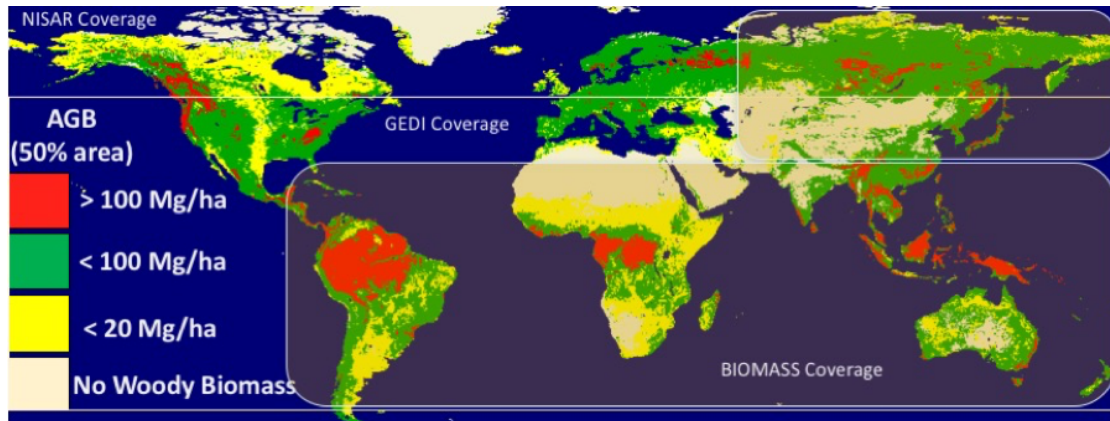 NISAR Coverage
GEDI Coverage
AGB
(50% area)
> 100 Mg/ha
< 100 Mg/ha
< 20 Mg/ha
No Woody Biomass
BIOMASS Coverage